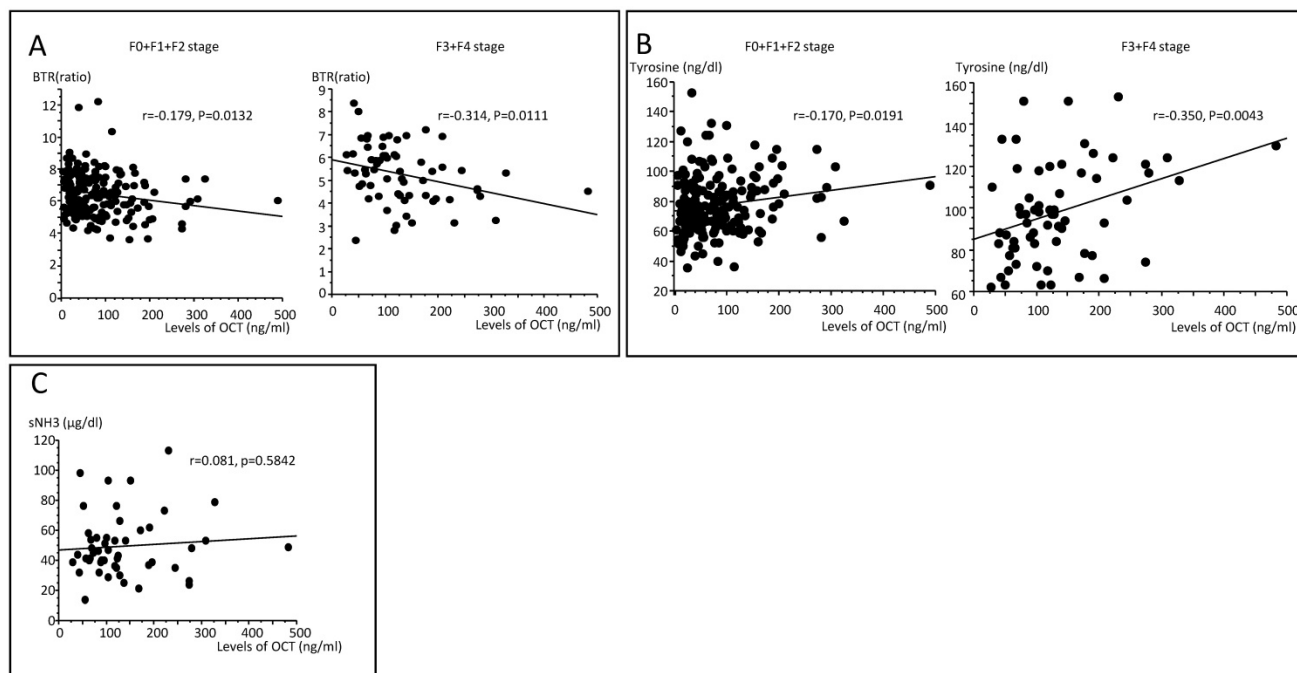 A
F0+F1+F2 stage
BTR(ratio)
r=-0.179, P=0.0132
12
10
8
6
4
2
0
0 100 200 300 400 500
Levels of OCT (ng/ml)
F3+F4 stage
BTR(ratio)
r=-0.314, P=0.0111
9
8
7
6
5
4
3
2
1
0
0 100 200 300 400 500
Levels of OCT (ng/ml)
B
F0+F1+F2 stage
Tyrosine (ng/dl)
r=-0.170, P=0.0191
160
140
120
100
80
60
40
20
0 100 200 300 400 500
Levels of OCT (ng/ml)
F3+F4 stage
Tyrosine (ng/dl)
r=-0.350, P=0.0043
160
150
140
130
120
110
100
90
80
70
60
0 100 200 300 400 500
Levels of OCT (ng/ml)
C
sNH3 (µg/dl)
r=0.081, p=0.5842
120
100
80
60
40
20
0
0 100 200 300 400 500
Levels of OCT (ng/ml)